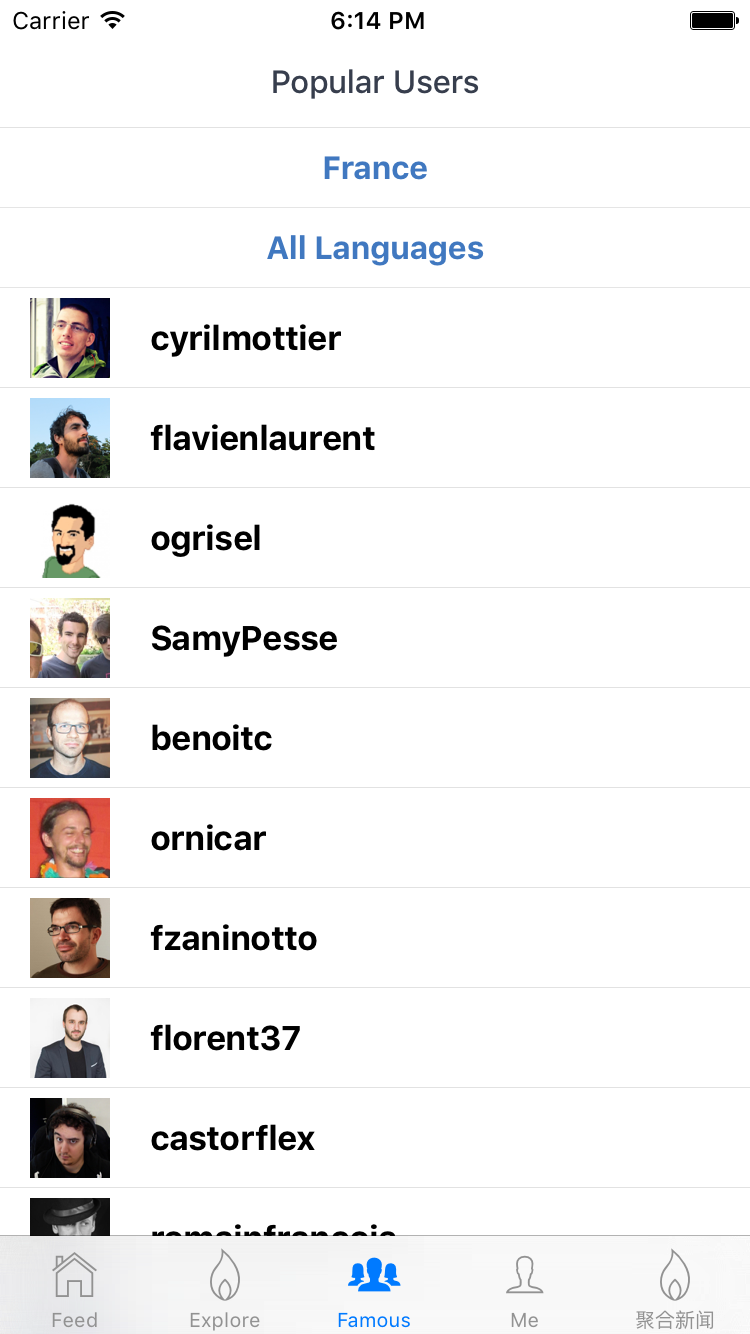 Carrier 6:14 PM
Popular Users
France
All Languages
cyrilmottier
flavienlaurent
ogrisel
SamyPesse
benoitc
ornicar
fzaninotto
florent37
castorflex
romainfrancois
Feed Explore Famous Me 聚合新闻